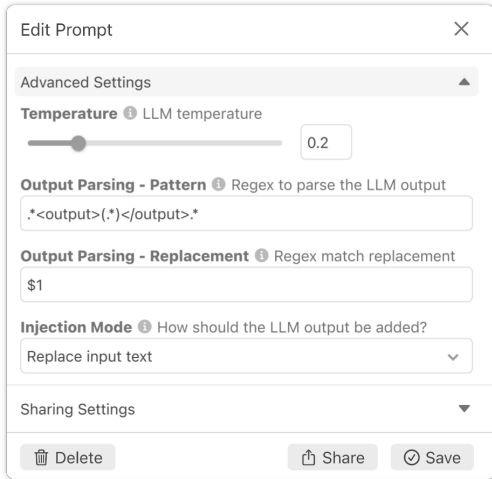 Edit Prompt
Advanced Settings
Temperature LLM temperature
0.2
Output Parsing - Pattern Regex to parse the LLM output
.*<output>(.*)</output>.*
Output Parsing - Replacement Regex match replacement
$1
Injection Mode How should the LLM output be added?
Replace input text
Sharing Settings
Delete Share Save